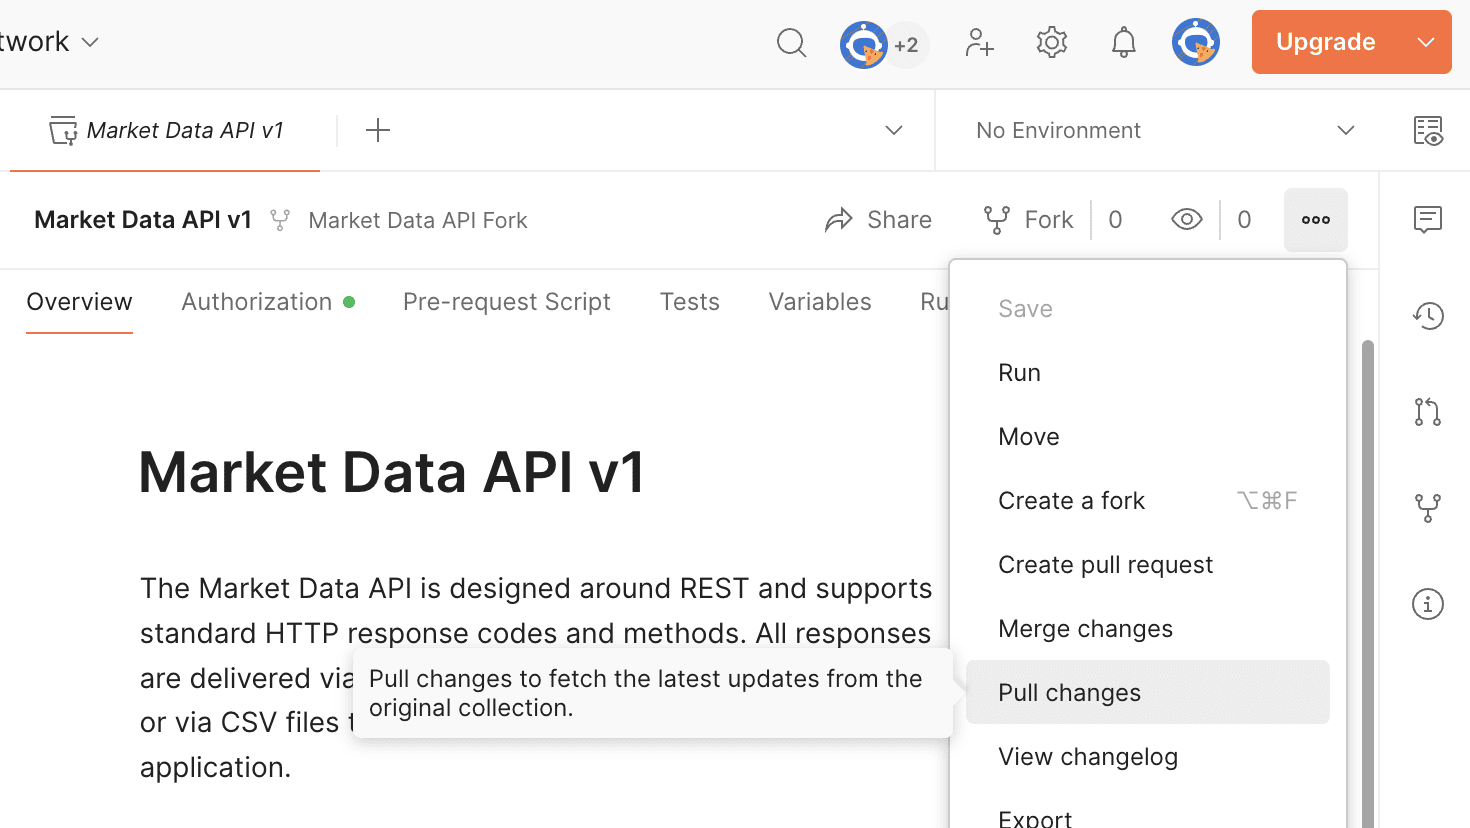 twork
+2
Upgrade
Market Data API v1
No Environment
Market Data API v1 Market Data API Fork
Share
Fork 0
0
Overview Authorization Pre-request Script Tests Variables Ru
Save
Run
Move
Create a fork ⌥⌘F
Create pull request
Merge changes
Pull changes
View changelog
Export
Market Data API v1
The Market Data API is designed around REST and supports
standard HTTP response codes and methods. All responses
are delivered via
or via CSV files t
application.
Pull changes to fetch the latest updates from the
original collection.